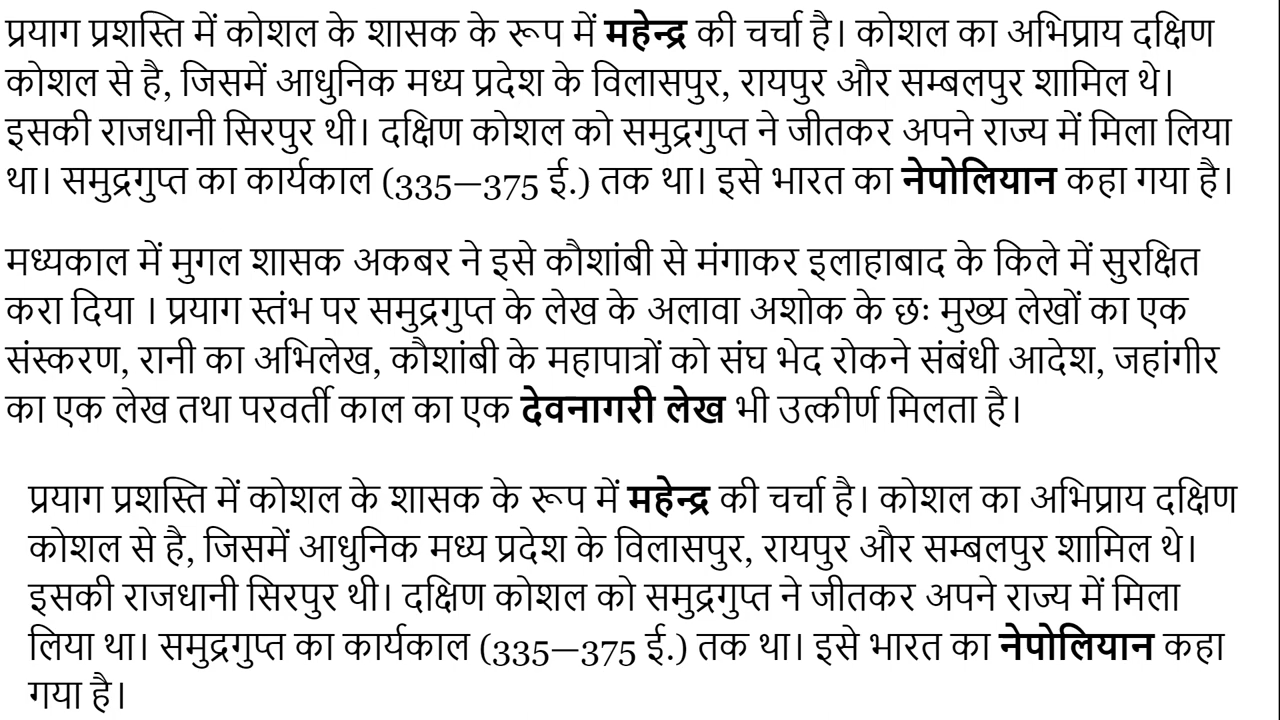 प्रयाग प्रशस्ति में कोशल के शासक के रूप में महेन्द्र की चर्चा है। कोशल का अभिप्राय दक्षिण
कोशल से है, जिसमें आधुनिक मध्य प्रदेश के विलासपुर, रायपुर और सम्बलपुर शामिल थे।
इसकी राजधानी सिरपुर थी। दक्षिण कोशल को समुद्रगुप्त ने जीतकर अपने राज्य में मिला लिया
था। समुद्रगुप्त का कार्यकाल (335—375 ई.) तक था। इसे भारत का नेपोलियान कहा गया है।
मध्यकाल में मुगल शासक अकबर ने इसे कौशांबी से मंगाकर इलाहाबाद के किले में सुरक्षित
करा दिया । प्रयाग स्तंभ पर समुद्रगुप्त के लेख के अलावा अशोक के छः मुख्य लेखों का एक
संस्करण, रानी का अभिलेख, कौशांबी के महापात्रों को संघ भेद रोकने संबंधी आदेश, जहांगीर
का एक लेख तथा परवर्ती काल का एक देवनागरी लेख भी उत्कीर्ण मिलता है।
प्रयाग प्रशस्ति में कोशल के शासक के रूप में महेन्द्र की चर्चा है। कोशल का अभिप्राय दक्षिण
कोशल से है, जिसमें आधुनिक मध्य प्रदेश के विलासपुर, रायपुर और सम्बलपुर शामिल थे।
इसकी राजधानी सिरपुर थी। दक्षिण कोशल को समुद्रगुप्त ने जीतकर अपने राज्य में मिला
लिया था। समुद्रगुप्त का कार्यकाल (335—375 ई.) तक था। इसे भारत का नेपोलियान कहा
गया है।